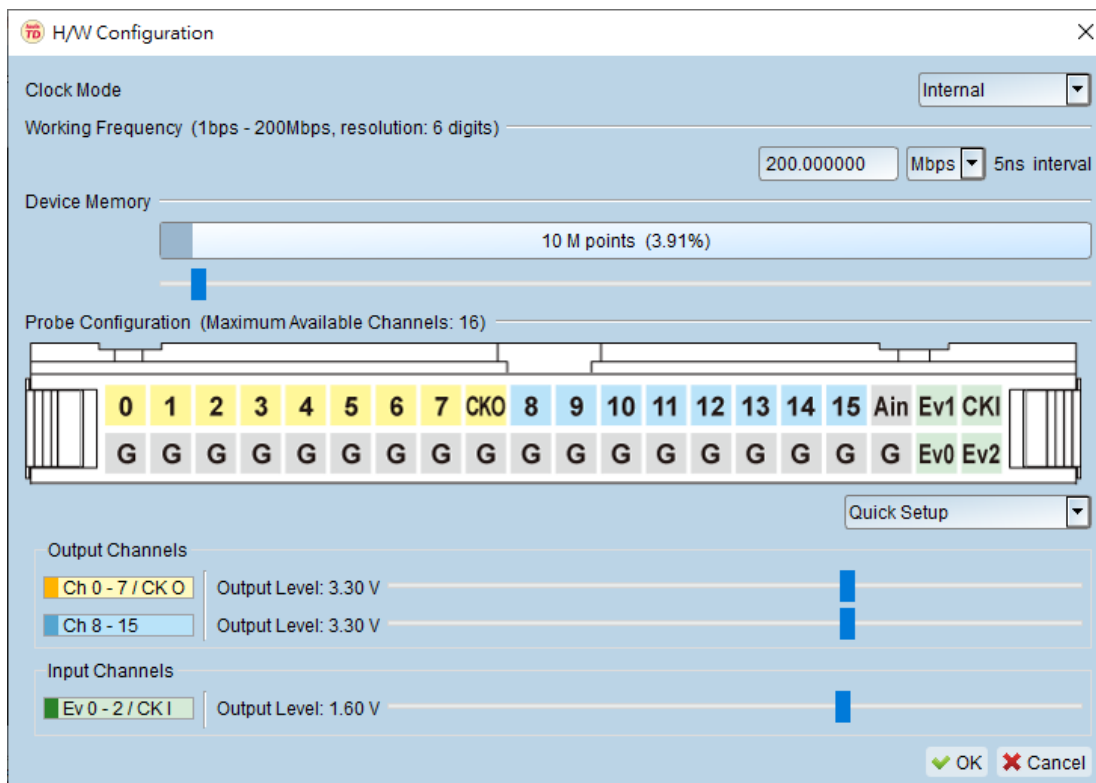 TD H/W Configuration
Clock Mode
Internal
Working Frequency (1bps - 200Mbps, resolution: 6 digits)
200.000000 Mbps 5ns interval
Device Memory
10 M points (3.91%)
Probe Configuration (Maximum Available Channels: 16)
0 1 2 3 4 5 6 7 CKO 8 9 10 11 12 13 14 15 Ain Ev1 CKI
G G G G G G G G G G G G G G G G G G Ev0 Ev2
Quick Setup
Output Channels
Ch 0 - 7 / CK O Output Level: 3.30 V
Ch 8 - 15 Output Level: 3.30 V
Input Channels
Ev 0 - 2 / CK I Output Level: 1.60 V
OK Cancel